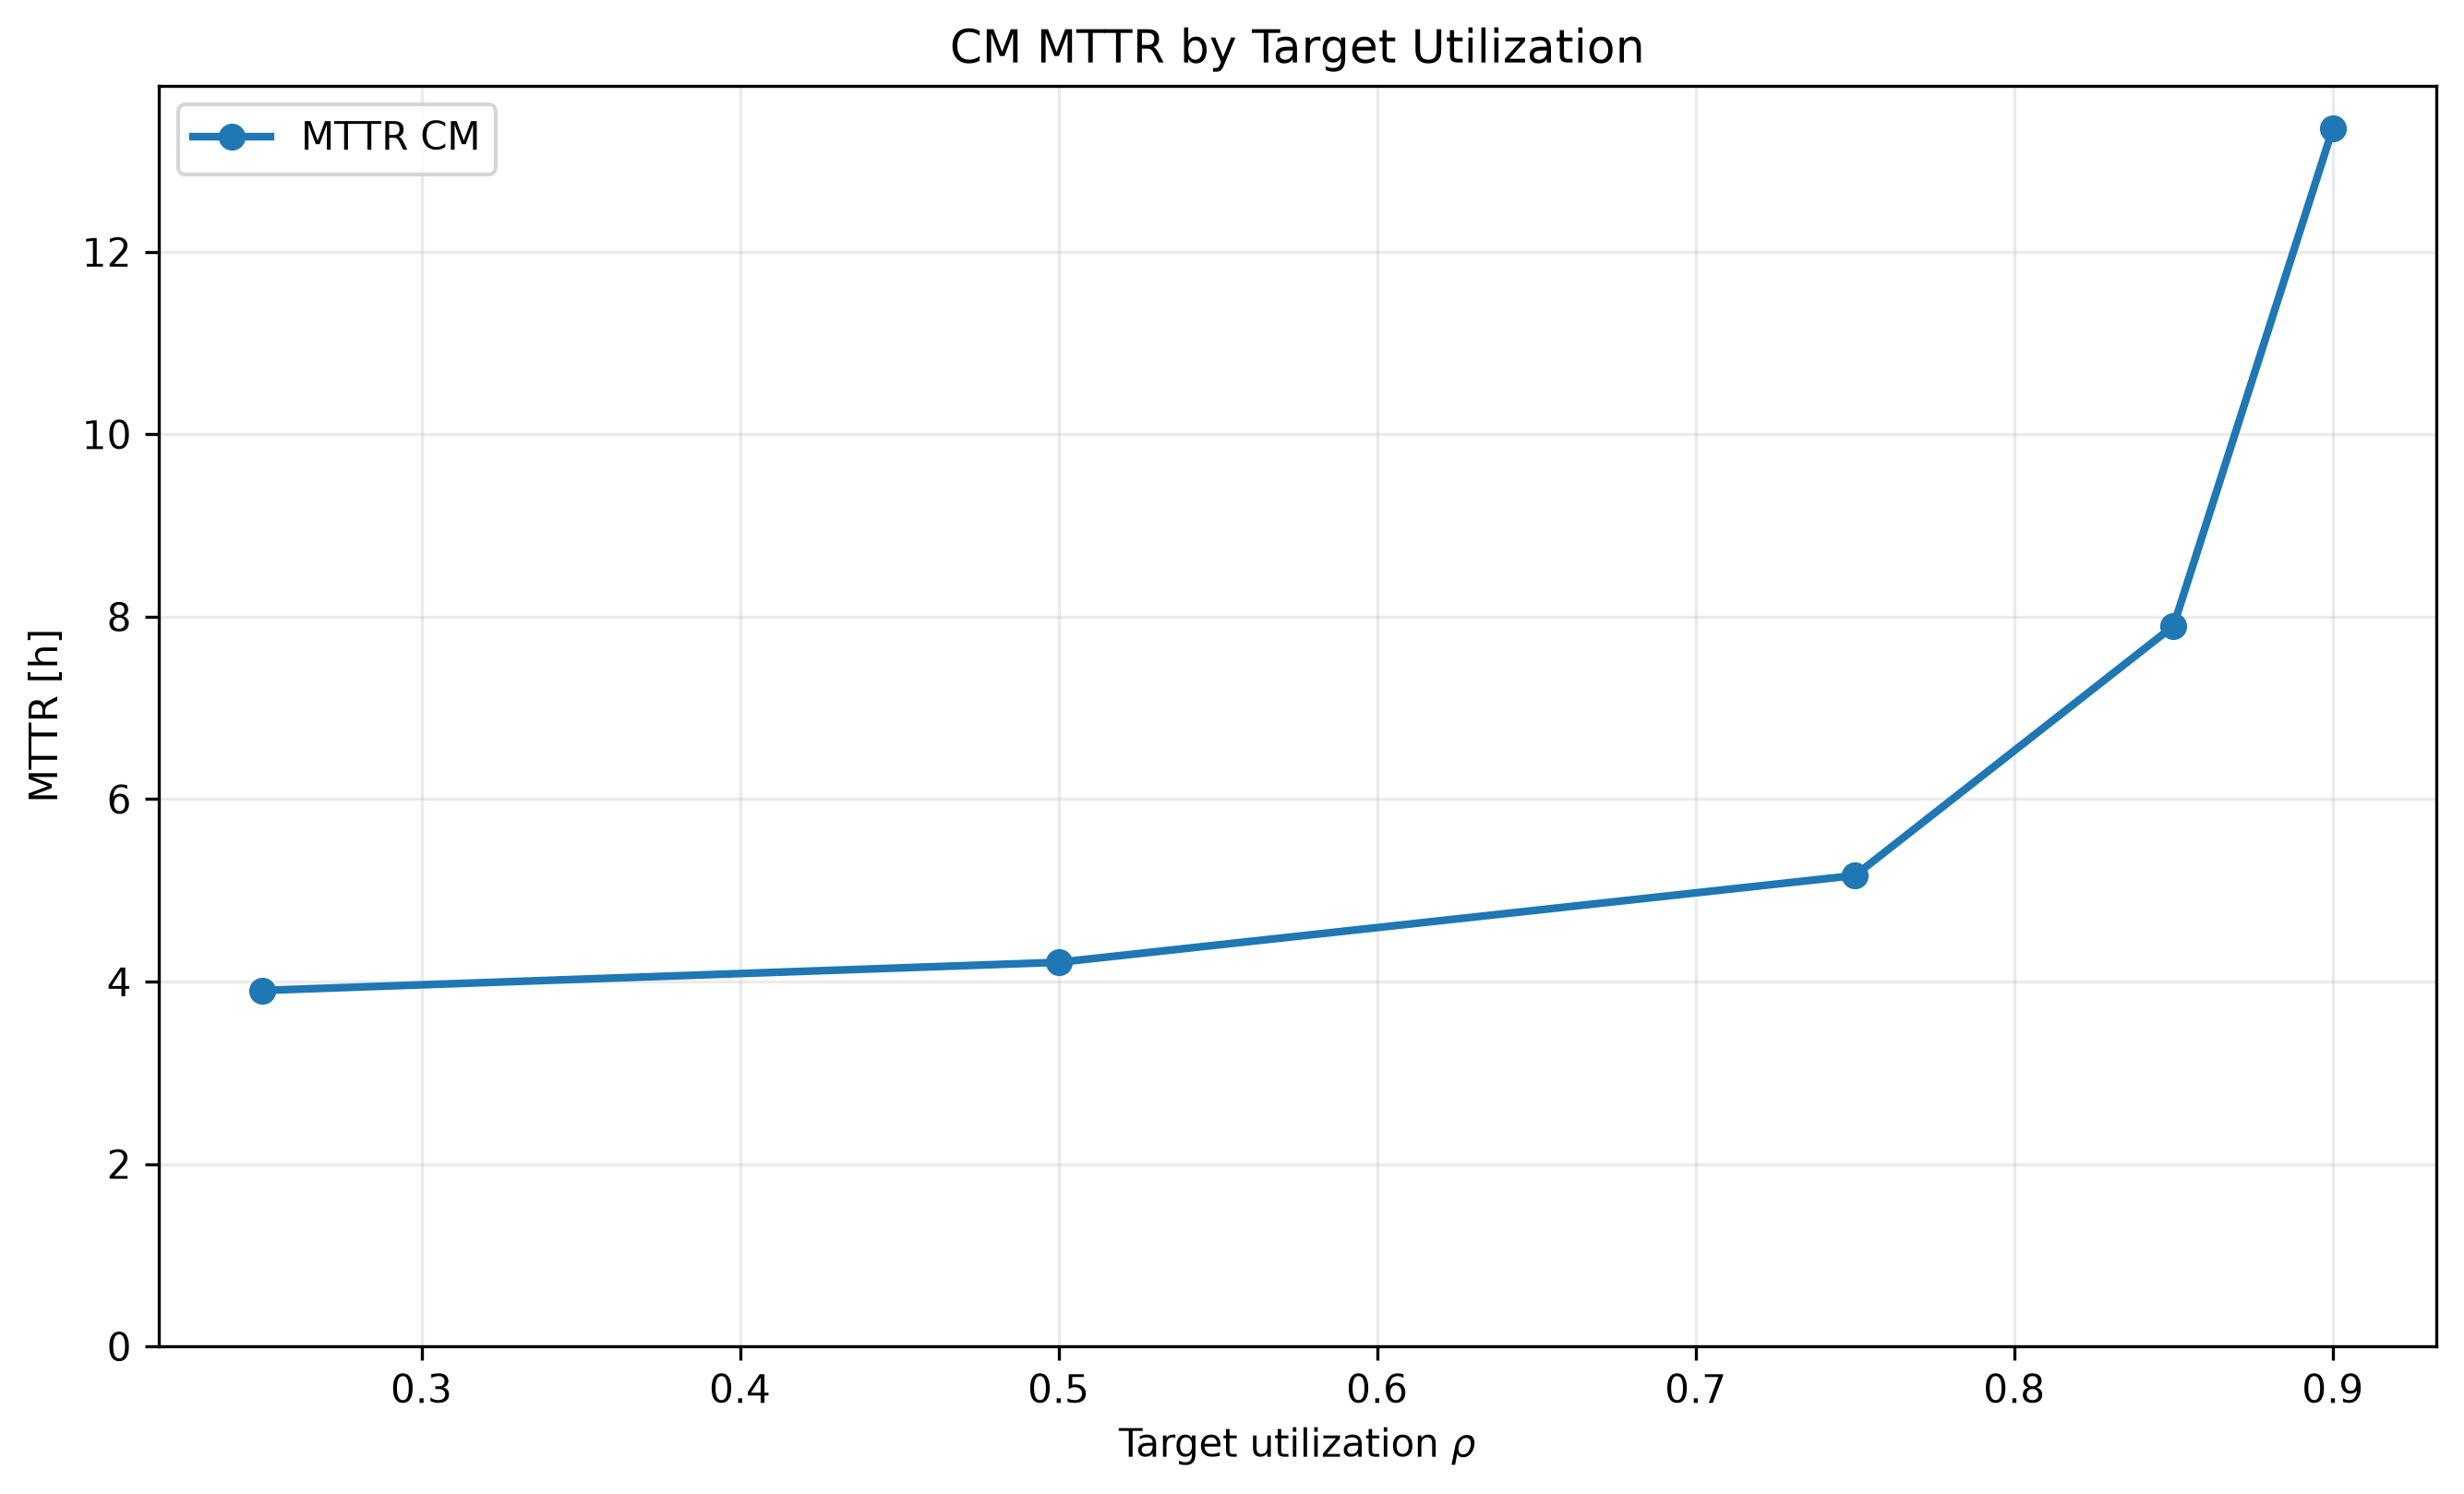 CM MTTR by Target Utilization
MTTR CM
MTTR [h]
12
10
8
6
4
2
0
0.3 0.4 0.5 0.6 0.7 0.8 0.9
Target utilization ρ